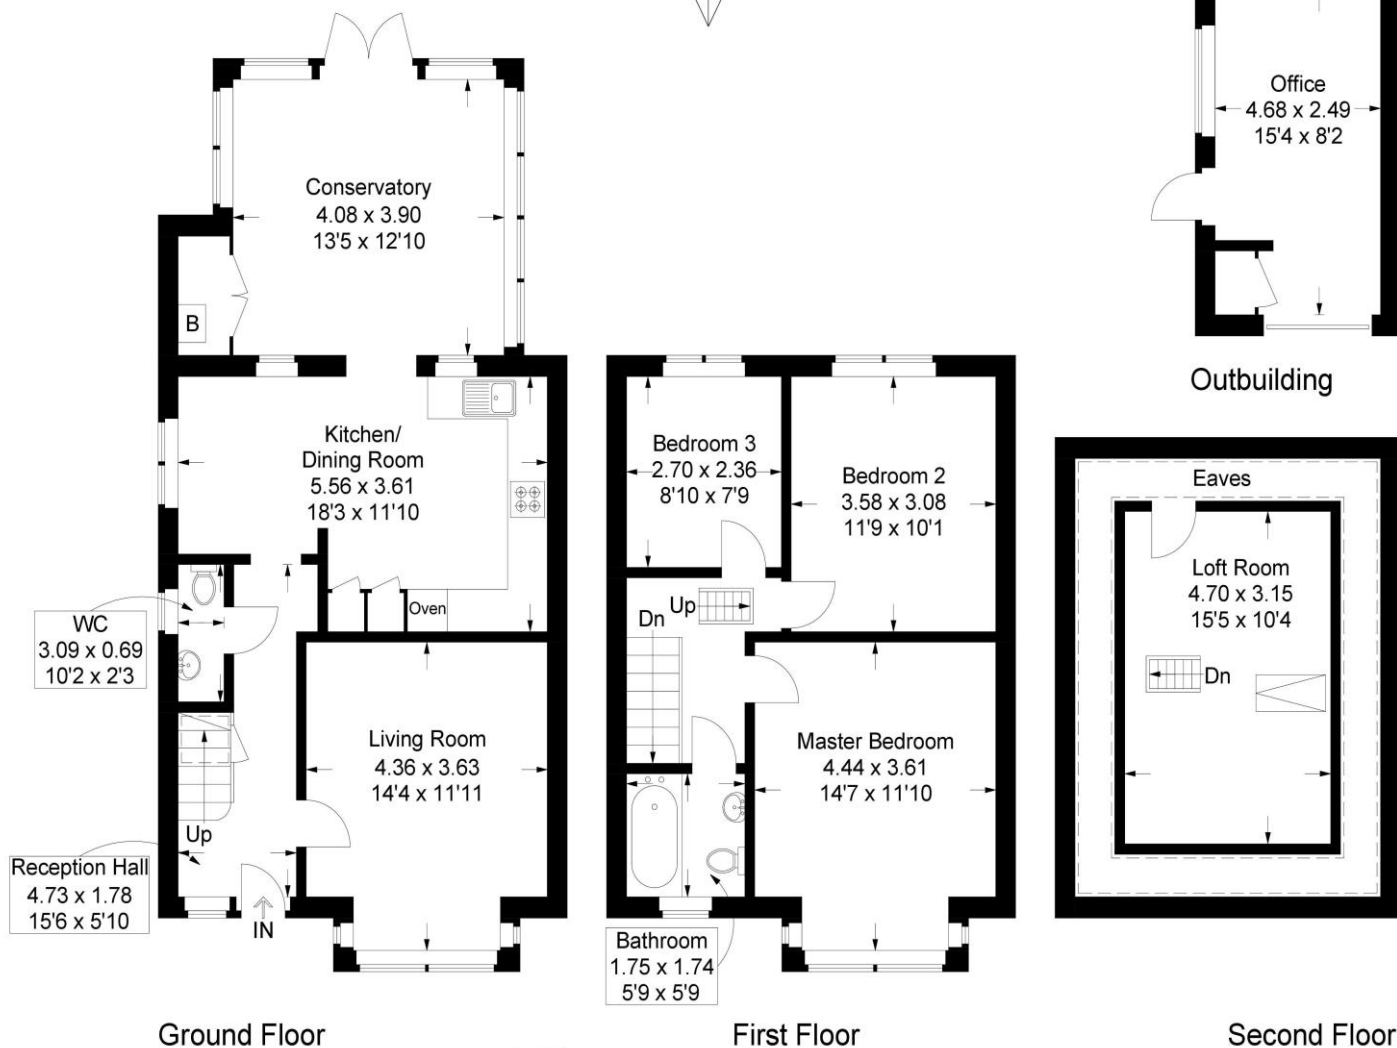 Office
4.68 x 2.49
15'4 x 8'2
Conservatory
4.08 x 3.90
13'5 x 12'10
B
Outbuilding
Kitchen/
Dining Room
5.56 x 3.61
18'3 x 11'10
Oven
WC
3.09 x 0.69
10'2 x 2'3
Living Room
4.36 x 3.63
14'4 x 11'11
Up
Reception Hall
4.73 x 1.78
15'6 x 5'10
IN
Ground Floor
Bedroom 3
2.70 x 2.36
8'10 x 7'9
Bedroom 2
3.58 x 3.08
11'9 x 10'1
Up
Dn
Master Bedroom
4.44 x 3.61
14'7 x 11'10
Bathroom
1.75 x 1.74
5'9 x 5'9
First Floor
Eaves
Loft Room
4.70 x 3.15
15'5 x 10'4
Dn
Second Floor